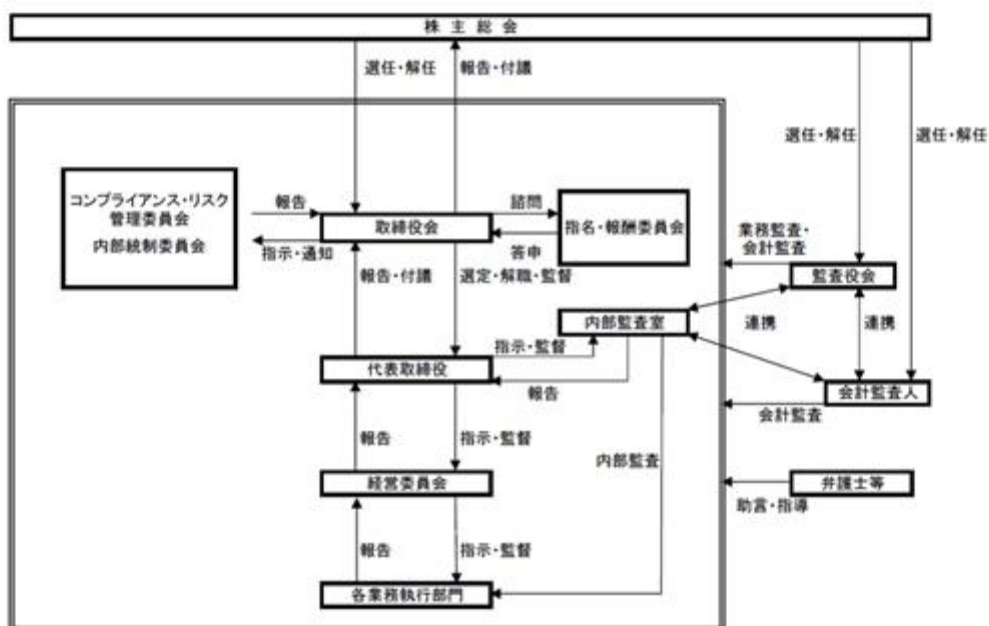 株主総会
選任・解任
報告・付議
選任・解任
選任・解任
コンプライアンス・リスク
管理委員会
内部統制委員会
報告
指示・通知
取締役会
諮問
答申
指名・報酬委員会
業務監査・
会計監査
監査役会
報告・付議
選定・解職・監督
内部監査室
連携
連携
指示・監督
代表取締役
報告
会計監査人
会計監査
報告
指示・監督
内部監査
経営委員会
弁護士等
助言・指導
報告
指示・監督
各業務執行部門